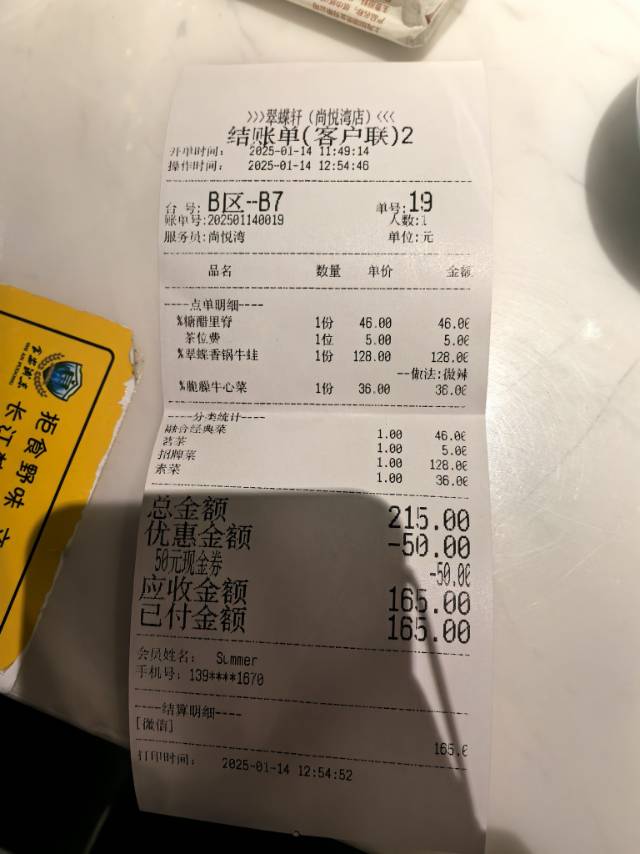 >>>翠蝶轩(尚悦湾店)<<<
结账单(客户联)2
开单时间: 2025-01-14 11:49:14
操作时间: 2025-01-14 12:54:46
台 号: B区--B7 单号:19
账单号:202501140019 人数:1
服务员:尚悦湾 单位:元
品名 数量 单价 金额
----点单明细----
%糖醋里脊 1份 46.00 46.00
茶位费 1位 5.00 5.00
%翠蝶香锅牛蛙 1份 128.00 128.00
--做法:微辣
%脆臊牛心菜 1份 36.00 36.00
----分类统计----
融合经典菜 1.00 46.00
茗茶 1.00 5.00
招牌菜 1.00 128.00
素菜 1.00 36.00
总金额 215.00
优惠金额 -50.00
50元现金券 -50.00
应收金额 165.00
已付金额 165.00
会员姓名: Summer
手机号: 139****1670
----结算明细----
[微信] 165.0
打印时间: 2025-01-14 12:54:52
挖食野味
长江